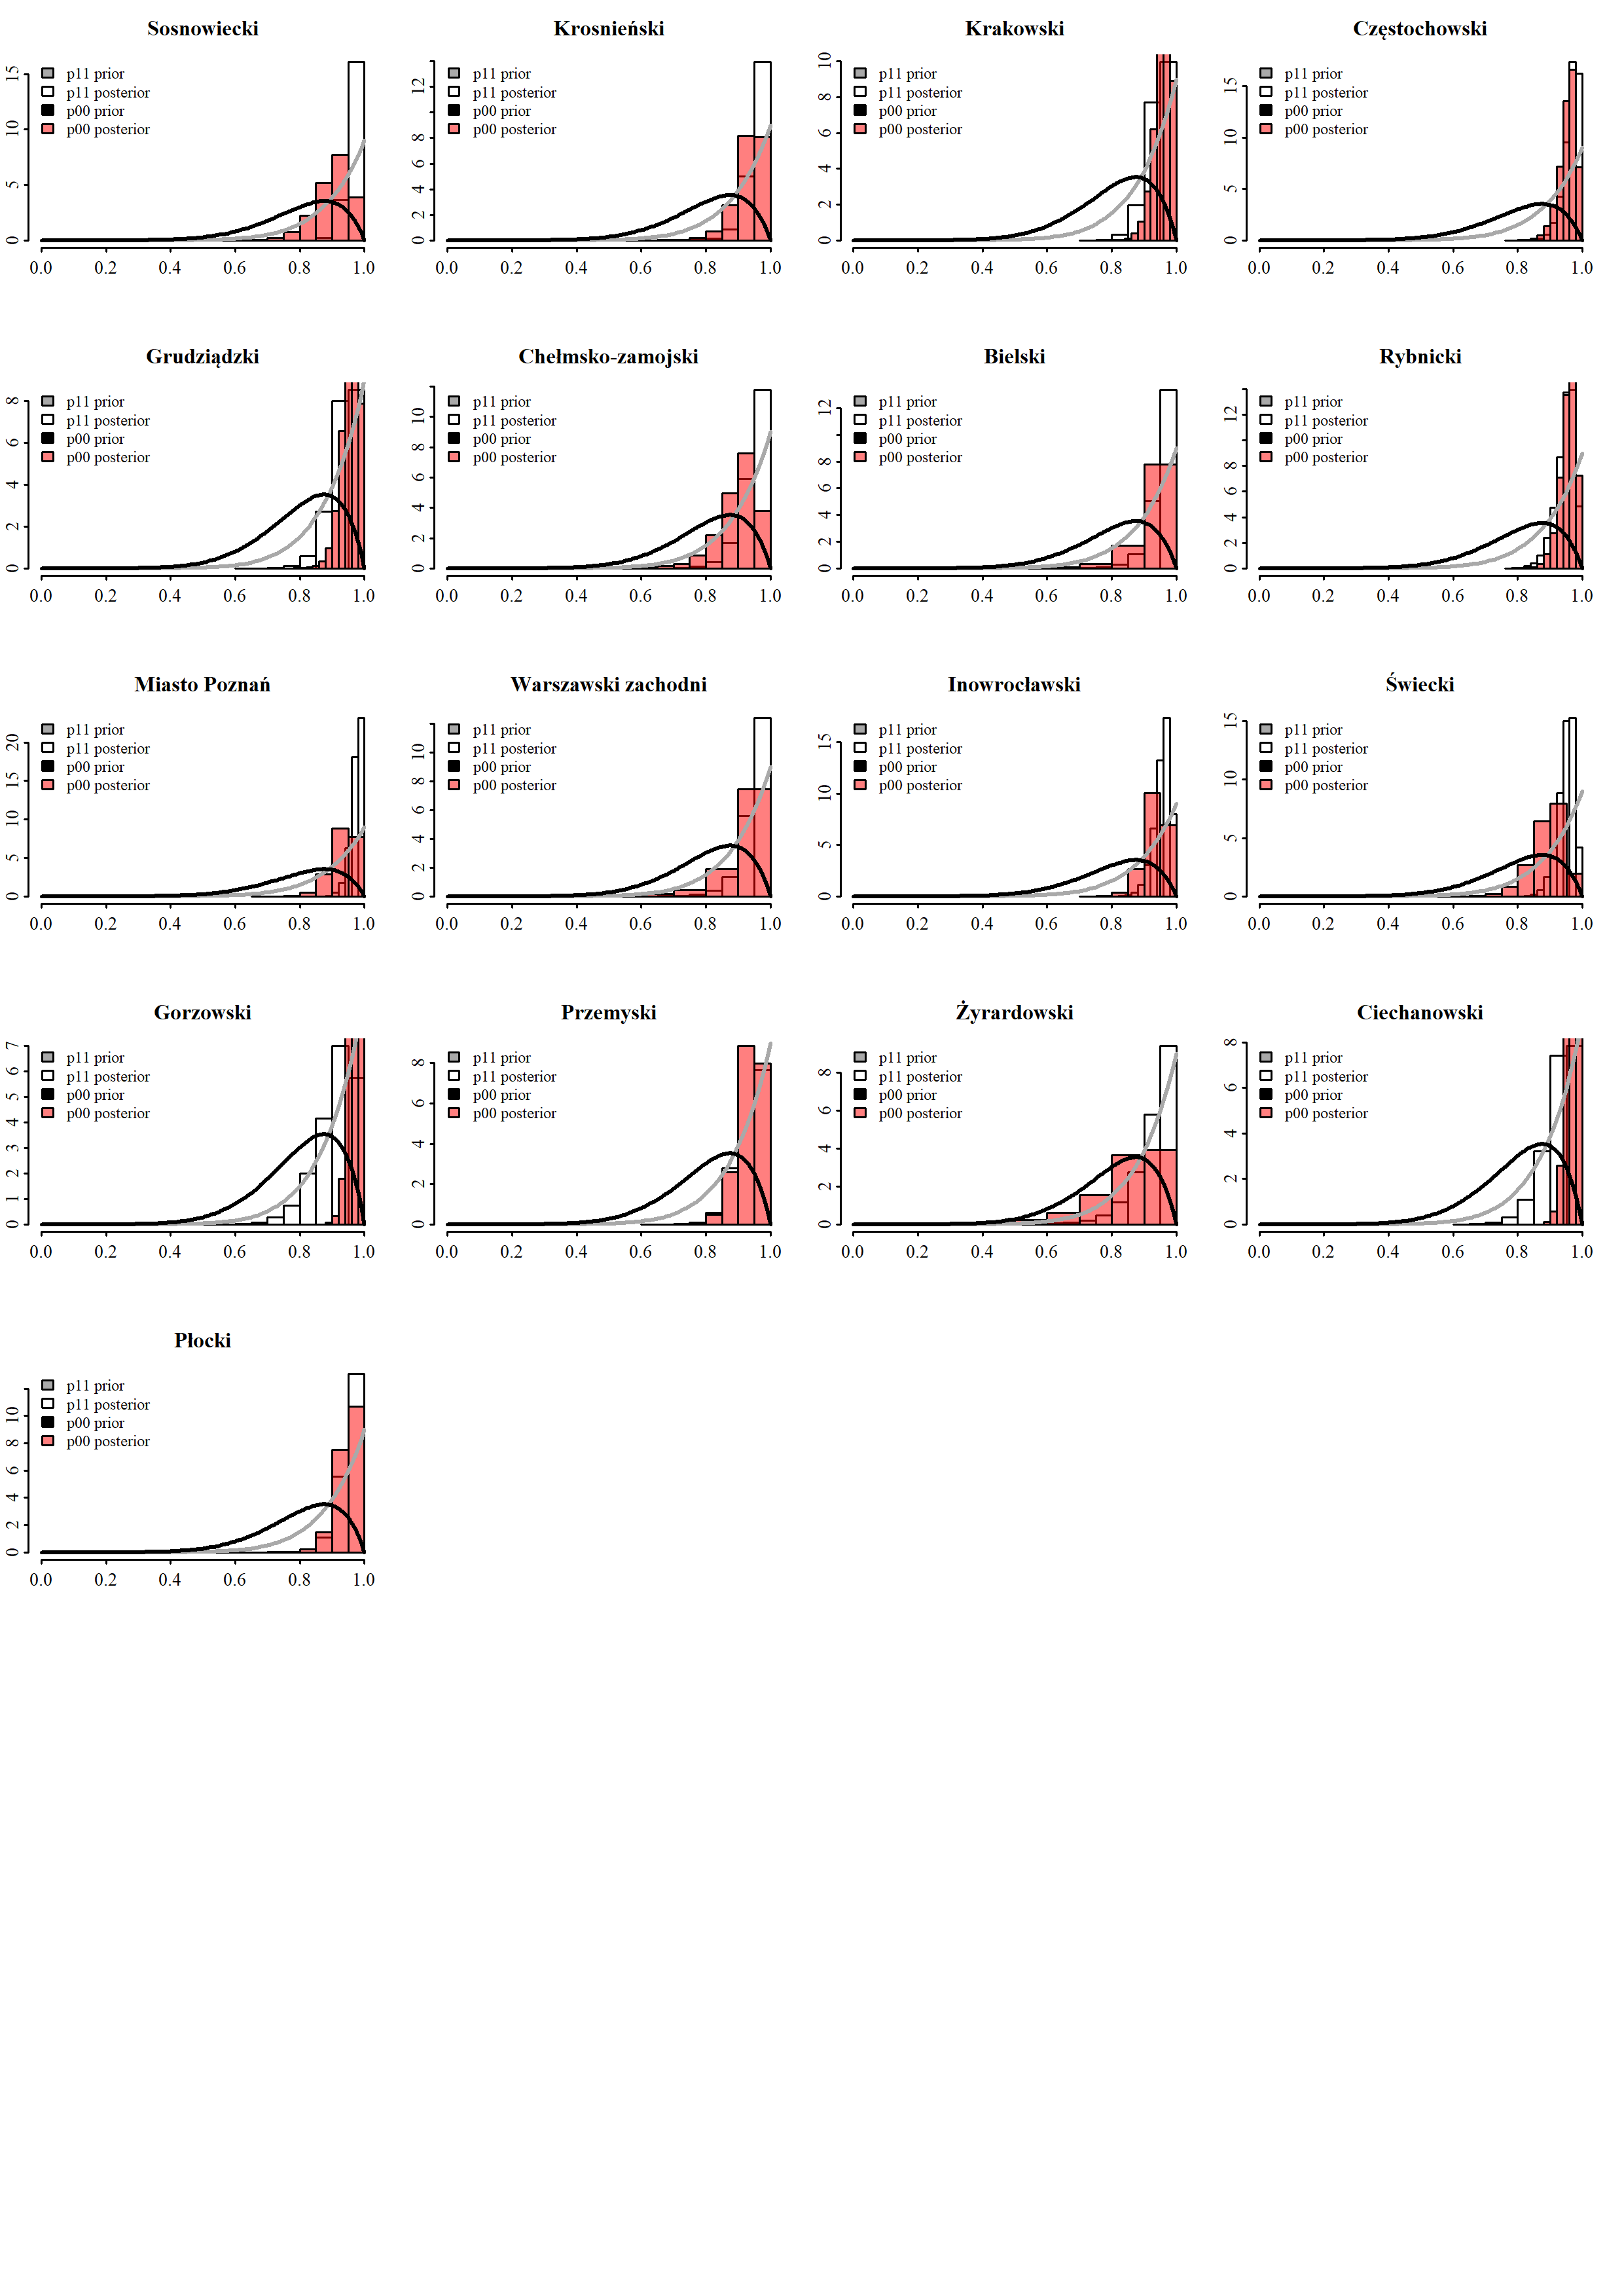 Sosnowiecki
p11 prior
p11 posterior
p00 prior
p00 posterior
0 5 10 15
0.0 0.2 0.4 0.6 0.8 1.0
Krosnieński
p11 prior
p11 posterior
p00 prior
p00 posterior
0 2 4 6 8 12
0.0 0.2 0.4 0.6 0.8 1.0
Krakowski
p11 prior
p11 posterior
p00 prior
p00 posterior
0 2 4 6 8 10
0.0 0.2 0.4 0.6 0.8 1.0
Częstochowski
p11 prior
p11 posterior
p00 prior
p00 posterior
0 5 10 15
0.0 0.2 0.4 0.6 0.8 1.0
Grudziądzki
p11 prior
p11 posterior
p00 prior
p00 posterior
0 2 4 6 8
0.0 0.2 0.4 0.6 0.8 1.0
Chełmsko-zamojski
p11 prior
p11 posterior
p00 prior
p00 posterior
0 2 4 6 8 10
0.0 0.2 0.4 0.6 0.8 1.0
Bielski
p11 prior
p11 posterior
p00 prior
p00 posterior
0 2 4 6 8 12
0.0 0.2 0.4 0.6 0.8 1.0
Rybnicki
p11 prior
p11 posterior
p00 prior
p00 posterior
0 2 4 6 8 12
0.0 0.2 0.4 0.6 0.8 1.0
Miasto Poznań
p11 prior
p11 posterior
p00 prior
p00 posterior
0 5 10 15 20
0.0 0.2 0.4 0.6 0.8 1.0
Warszawski zachodni
p11 prior
p11 posterior
p00 prior
p00 posterior
0 2 4 6 8 10
0.0 0.2 0.4 0.6 0.8 1.0
Inowrocławski
p11 prior
p11 posterior
p00 prior
p00 posterior
0 5 10 15
0.0 0.2 0.4 0.6 0.8 1.0
Świecki
p11 prior
p11 posterior
p00 prior
p00 posterior
0 5 10 15
0.0 0.2 0.4 0.6 0.8 1.0
Gorzowski
p11 prior
p11 posterior
p00 prior
p00 posterior
0 1 2 3 4 5 6 7
0.0 0.2 0.4 0.6 0.8 1.0
Przemyski
p11 prior
p11 posterior
p00 prior
p00 posterior
0 2 4 6 8
0.0 0.2 0.4 0.6 0.8 1.0
Żyrardowski
p11 prior
p11 posterior
p00 prior
p00 posterior
0 2 4 6 8
0.0 0.2 0.4 0.6 0.8 1.0
Ciechanowski
p11 prior
p11 posterior
p00 prior
p00 posterior
0 2 4 6 8
0.0 0.2 0.4 0.6 0.8 1.0
Płocki
p11 prior
p11 posterior
p00 prior
p00 posterior
0 2 4 6 8 10
0.0 0.2 0.4 0.6 0.8 1.0